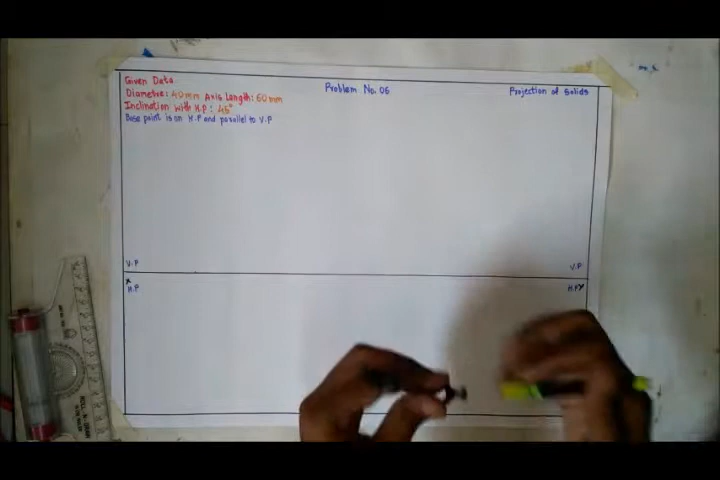 Given Data
Diametre: 40mm Axis Length: 60mm
Inclination with H.P: 45°
Base point is on H.P and parallel to V.P
Problem No. 06
Projection of Solids
V.P
V.P
X
H.P
H.P Y